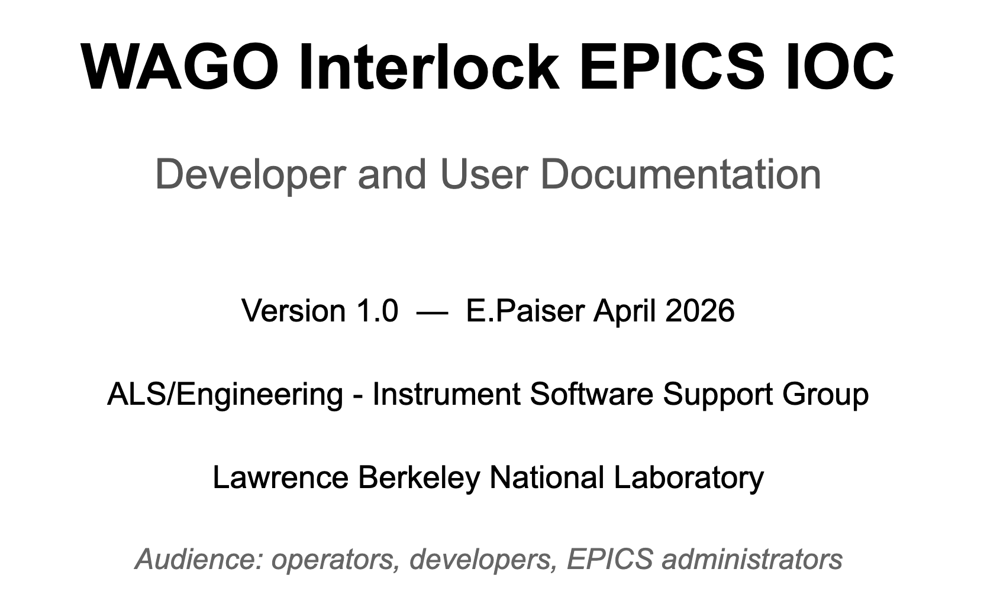 WAGO Interlock EPICS IOC
Developer and User Documentation
Version 1.0 — E.Paiser April 2026
ALS/Engineering - Instrument Software Support Group
Lawrence Berkeley National Laboratory
Audience: operators, developers, EPICS administrators